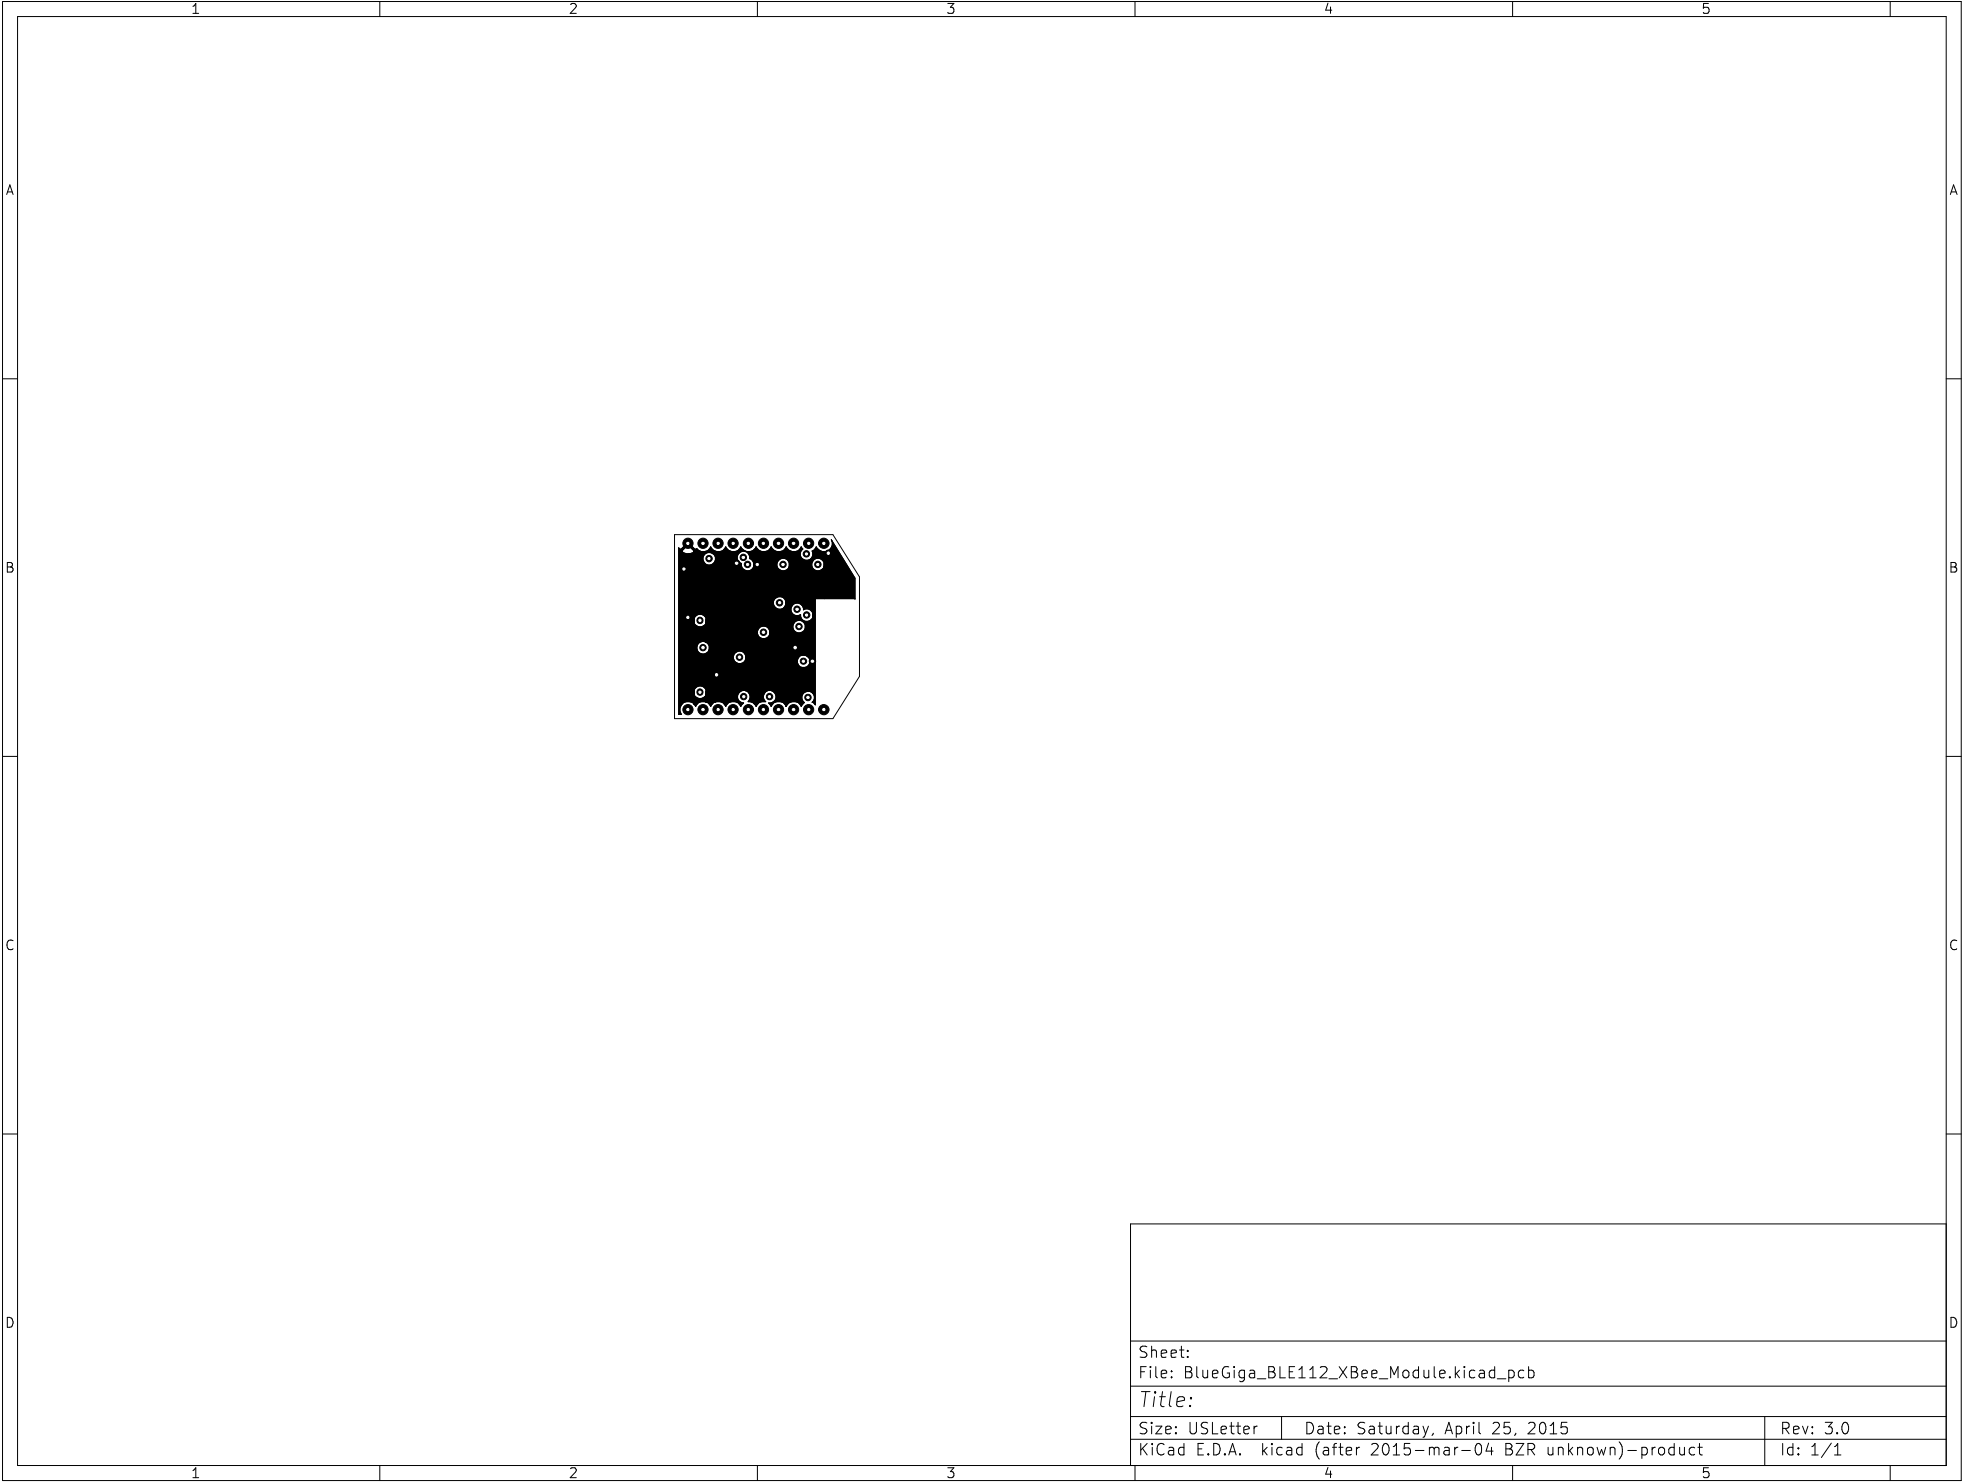 1 2 3 4 5
A A
B B
C C
D D
Sheet:
File: BlueGiga_BLE112_XBee_Module.kicad_pcb
Title:
Size: USLetter Date: Saturday, April 25, 2015 Rev: 3.0
KiCad E.D.A. kicad (after 2015-mar-04 BZR unknown)-product Id: 1/1
1 2 3 4 5